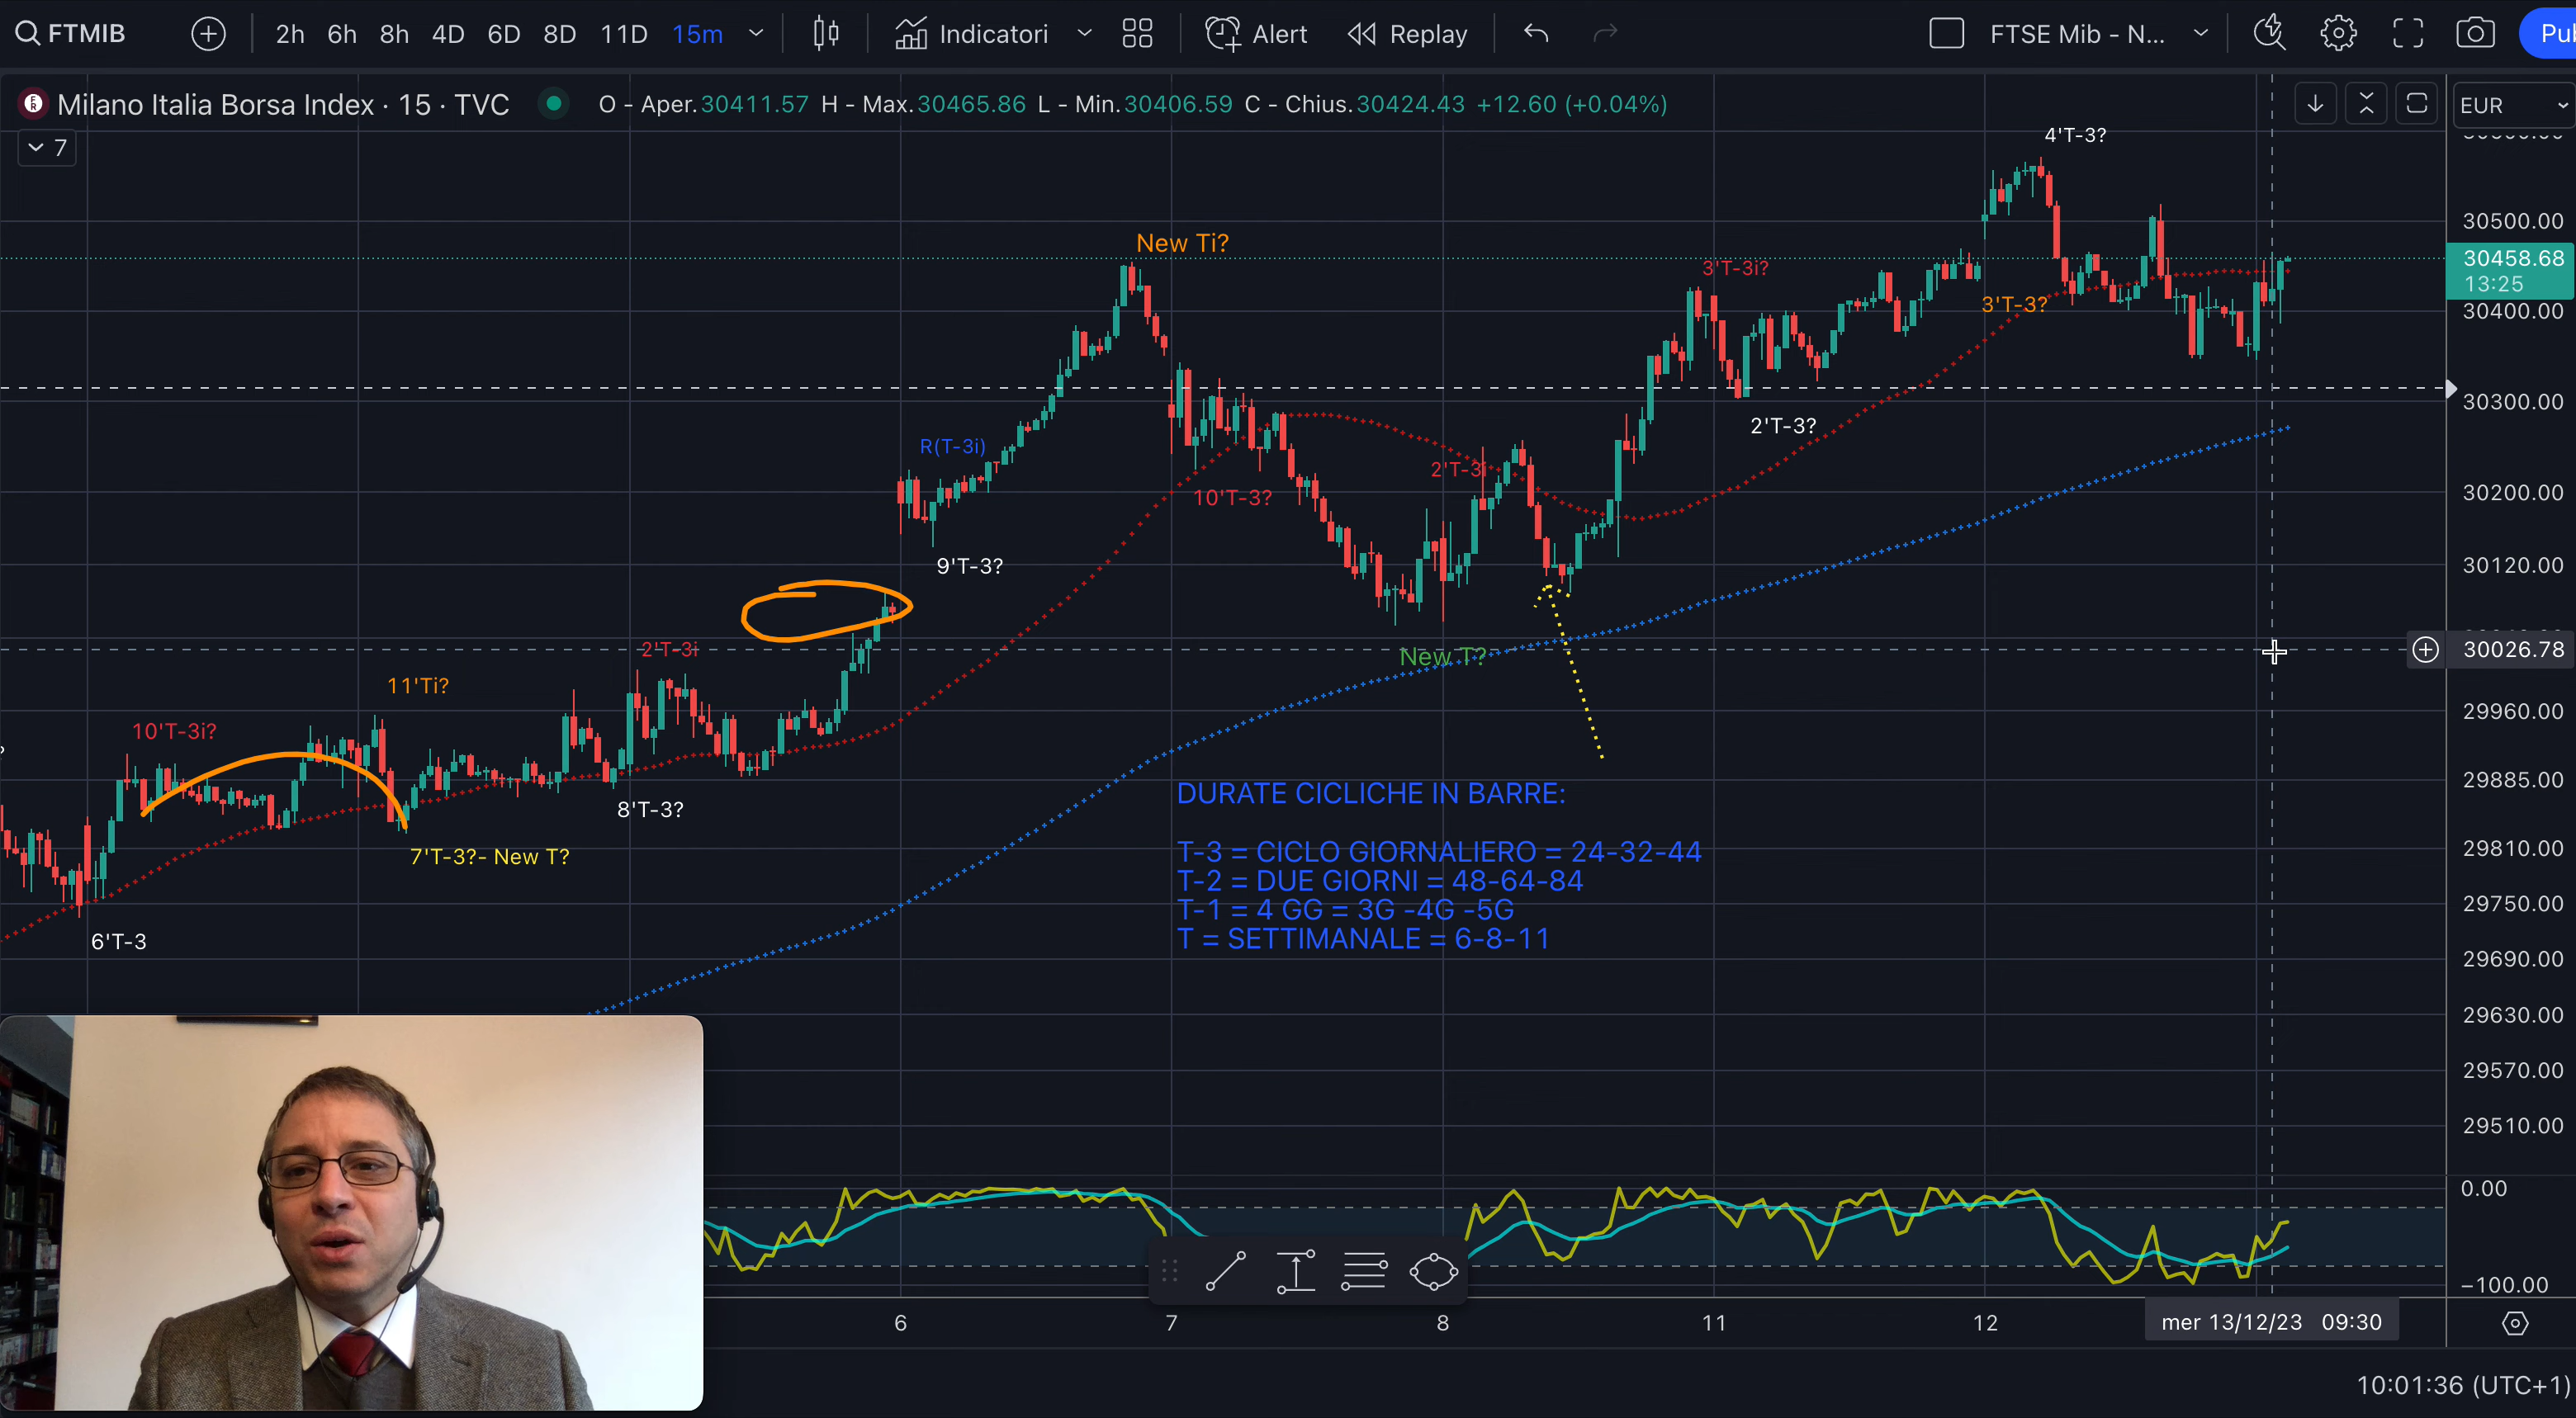 FTMIB
2h 6h 8h 4D 6D 8D 11D 15m
Indicatori
Alert
Replay
FTSE Mib - N...
Milano Italia Borsa Index · 15 · TVC
O - Aper.30411.57 H - Max.30465.86 L - Min.30406.59 C - Chius.30424.43 +12.60 (+0.04%)
EUR
7
4'T-3?
30500.00
New Ti?
30458.68
13:25
3'T-3i?
3'T-3?
30400.00
30300.00
2'T-3?
R(T-3i)
2'T-3i
10'T-3?
30200.00
9'T-3?
30120.00
2'T-3i
New T?
30026.78
11'Ti?
29960.00
10'T-3i?
29885.00
DURATE CICLICHE IN BARRE:
8'T-3?
7'T-3?- New T?
T-3 = CICLO GIORNALIERO = 24-32-44
29810.00
T-2 = DUE GIORNI = 48-64-84
T-1 = 4 GG = 3G -4G -5G
29750.00
T = SETTIMANALE = 6-8-11
6'T-3
29690.00
29630.00
29570.00
29510.00
0.00
−100.00
6 7 8 11 12
mer 13/12/23 09:30
10:01:36 (UTC+1)